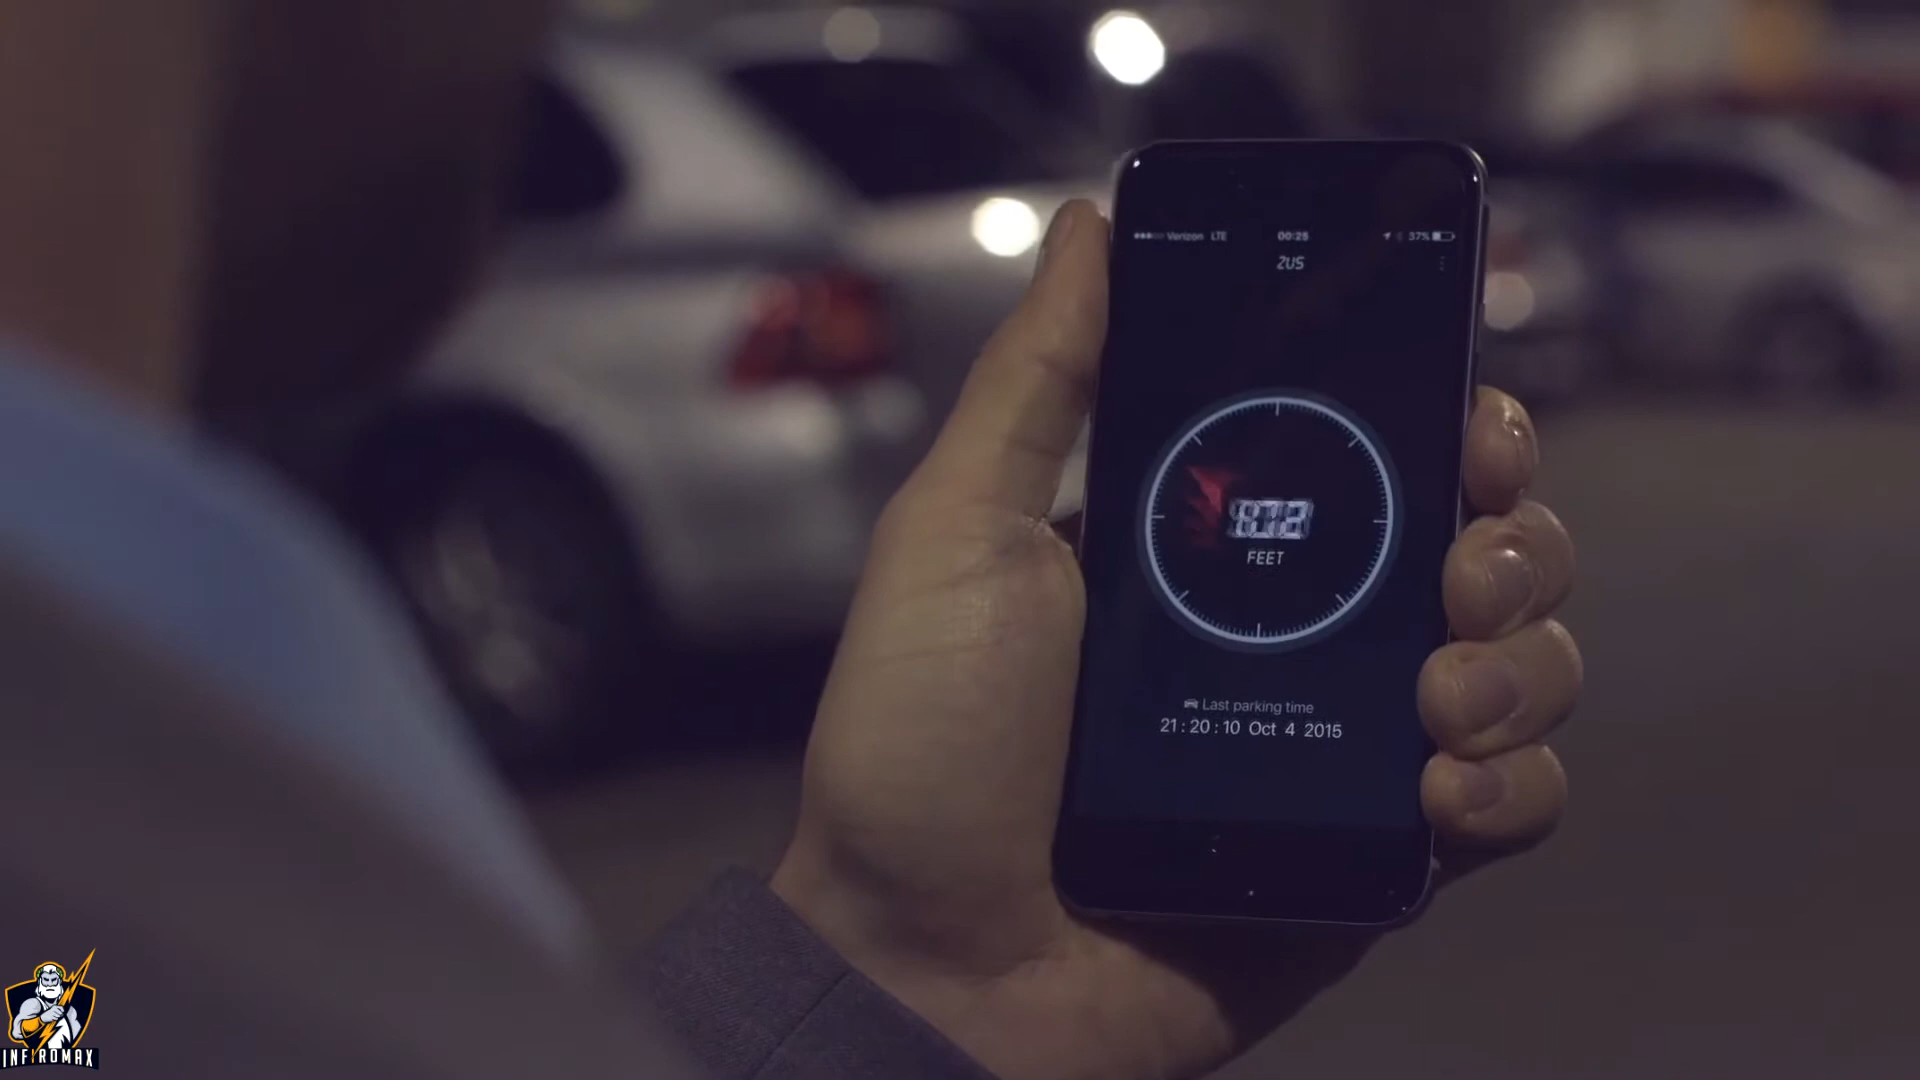 Verizon LTE 00:25 37%
ZUS
FEET
Last parking time
21:20:10 Oct 4 2015
INFIROMAX